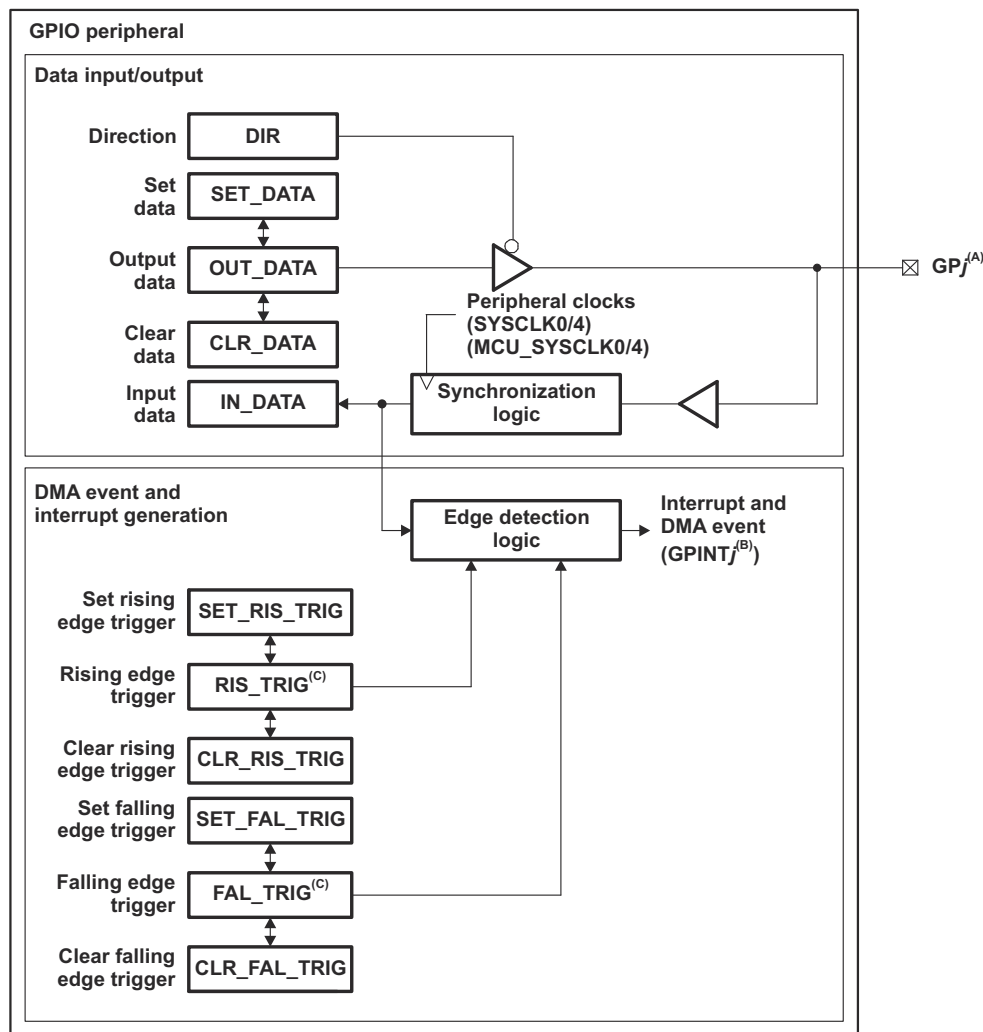 GPIO peripheral
Data input/output
Direction
DIR
Set
data
SET_DATA
Output
data
OUT_DATA
GPj(A)
Peripheral clocks
(SYSCLK0/4)
(MCU_SYSCLK0/4)
Clear
data
CLR_DATA
Input
data
IN_DATA
Synchronization
logic
DMA event and
interrupt generation
Edge detection
logic
Interrupt and
DMA event
(GPINTj(B))
Set rising
edge trigger
SET_RIS_TRIG
Rising edge
trigger
RIS_TRIG(C)
Clear rising
edge trigger
CLR_RIS_TRIG
Set falling
edge trigger
SET_FAL_TRIG
Falling edge
trigger
FAL_TRIG(C)
Clear falling
edge trigger
CLR_FAL_TRIG